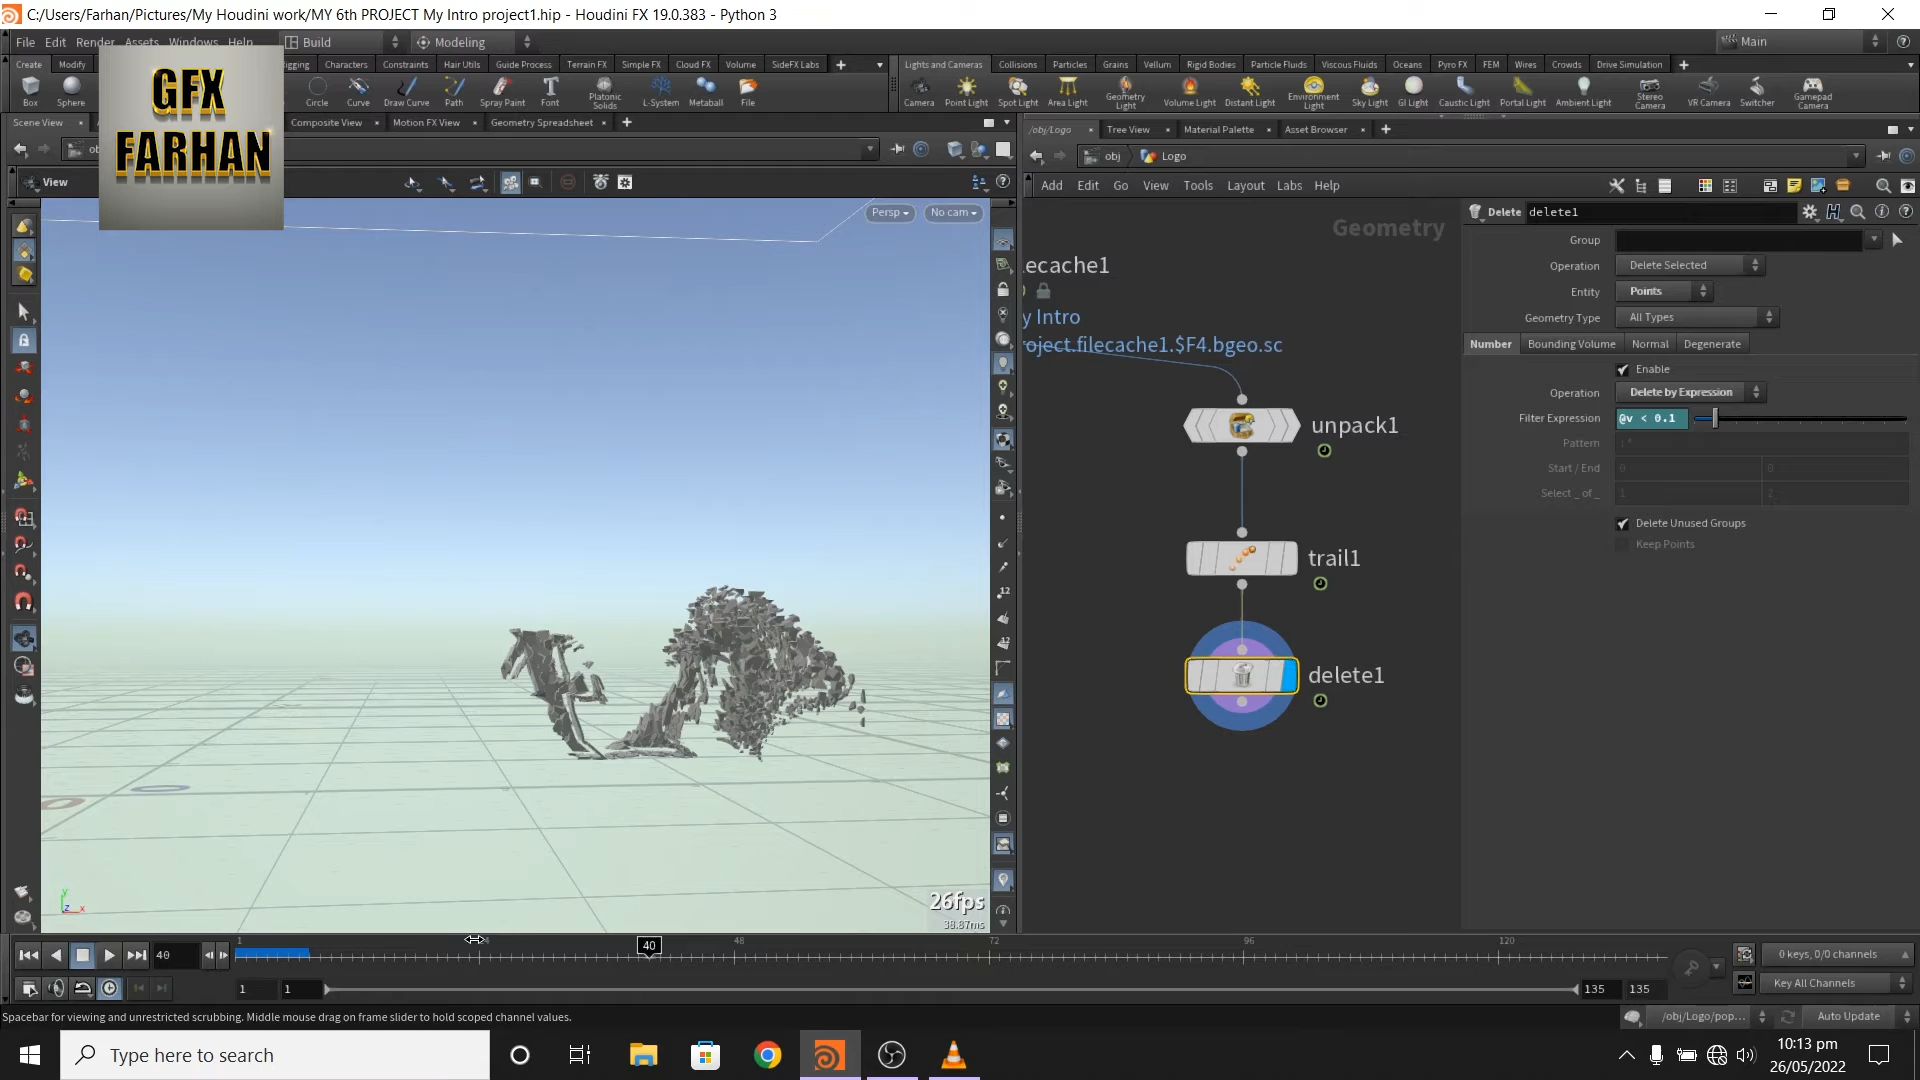 C:/Users/Farhan/Pictures/My Houdini work/MY 6th PROJECT My Intro project1.hip - Houdini FX 19.0.383 - Python 3
File Edit Render Assets Windows Help Build Modeling Main
Create Modify Rigging Characters Constraints Hair Utils Guide Process Terrain FX Simple FX Cloud FX Volume SideFX Labs
Lights and Cameras Collisions Particles Grains Vellum Rigid Bodies Particle Fluids Viscous Fluids Oceans Pyro FX FEM Wires Crowds Drive Simulation
Box Sphere Circle Curve Draw Curve Path Spray Paint Font Platonic Solids L-System Metaball File
Camera Point Light Spot Light Area Light Geometry Light Volume Light Distant Light Environment Light Sky Light GI Light Caustic Light Portal Light Ambient Light Stereo Camera VR Camera Switcher Gamepad Camera
GFX
FARHAN
Scene View Composite View Motion FX View Geometry Spreadsheet
/obj/Logo Tree View Material Palette Asset Browser
obj Logo
View
Add Edit Go View Tools Layout Labs Help
Persp No cam
Geometry
lecache1
y Intro
roject.filecache1.$F4.bgeo.sc
unpack1
trail1
delete1
Delete delete1
Group
Operation Delete Selected
Entity Points
Geometry Type All Types
Number Bounding Volume Normal Degenerate
Enable
Operation Delete by Expression
Filter Expression @v < 0.1
Pattern
Start / End 0 0
Select _ of _ 1 2
Delete Unused Groups
Keep Points
12
12
26fps
38.87ms
y
z x
40
1 40 48 72 96 120
0 keys, 0/0 channels
1 1 135 135
Key All Channels
Spacebar for viewing and unrestricted scrubbing. Middle mouse drag on frame slider to hold scoped channel values.
/obj/Logo/pop... Auto Update
Type here to search
10:13 pm
26/05/2022